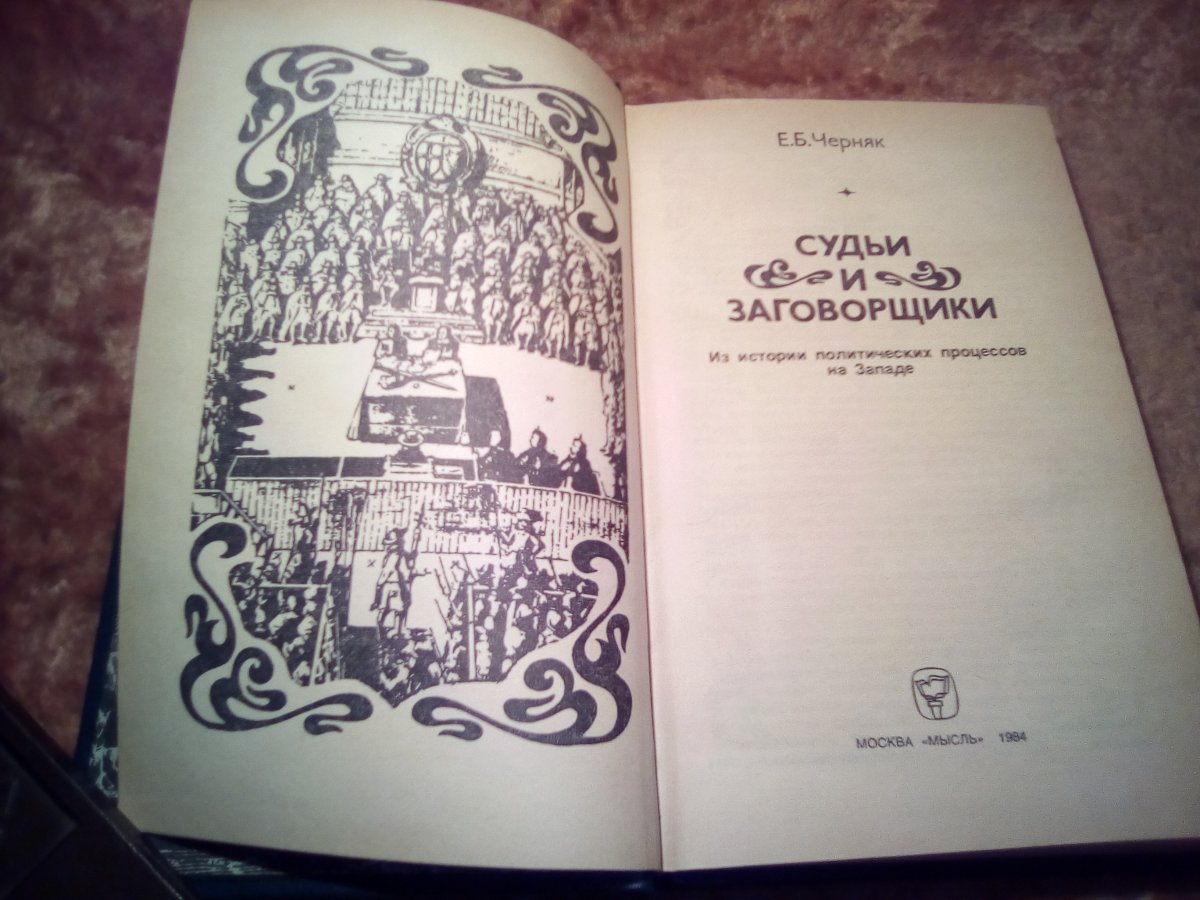 Е.Б.Черняк
СУДЬИ
И
ЗАГОВОРЩИКИ
Из истории политических процессов
на Западе
МОСКВА «МЫСЛЬ» 1984